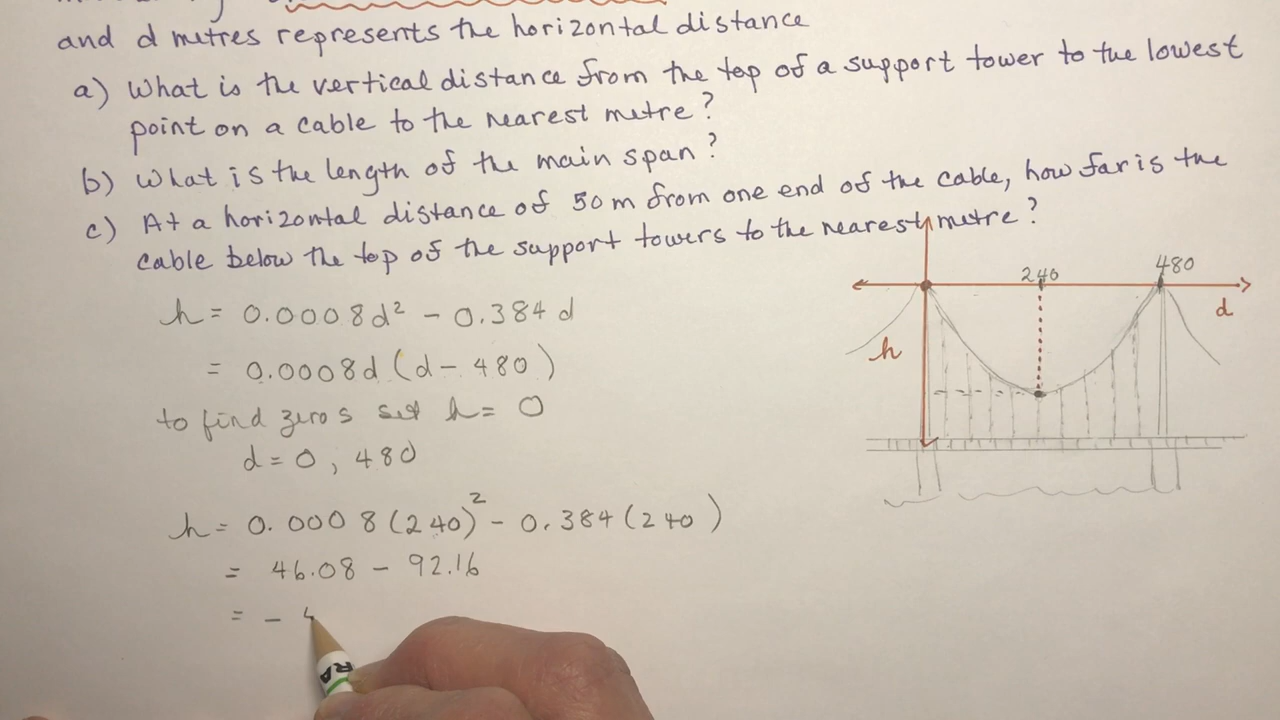 and d metres represents the horizontal distance
a) What is the vertical distance from the top of a support tower to the lowest
point on a cable to the nearest metre?
b) What is the length of the main span?
c) At a horizontal distance of 50 m from one end of the cable, how far is the
cable below the top of the support towers to the nearest metre?
h = 0.0008d² - 0.384d
= 0.0008d (d - 480)
to find zeros set h = 0
d = 0, 480
h = 0.0008(240)² - 0.384(240)
= 46.08 - 92.16
= - 4
240
480
d
h
RA